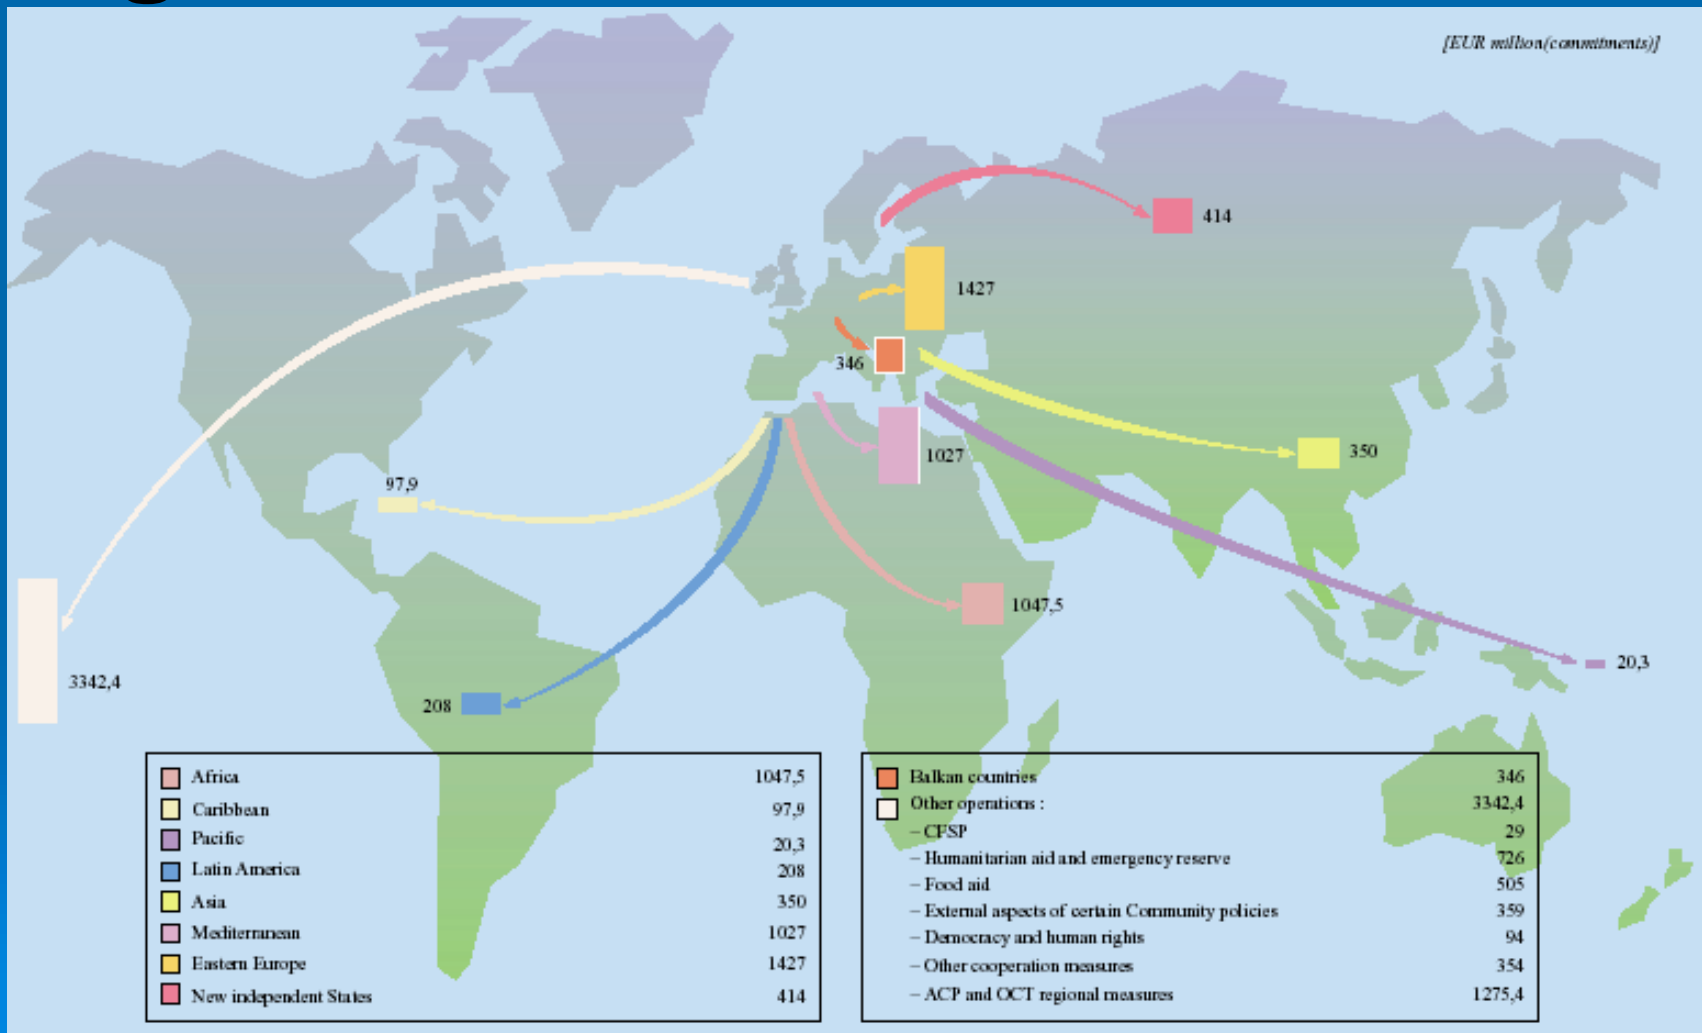 [EUR million(commitments)]
414
1427
346
1027
350
97,9
1047,5
20,3
3342,4
208
Africa 1047,5
Caribbean 97,9
Pacific 20,3
Latin America 208
Asia 350
Mediterranean 1027
Eastern Europe 1427
New independent States 414
Balkan countries 346
Other operations : 3342,4
– CFSP 29
– Humanitarian aid and emergency reserve 726
– Food aid 505
– External aspects of certain Community policies 359
– Democracy and human rights 94
– Other cooperation measures 354
– ACP and OCT regional measures 1275,4